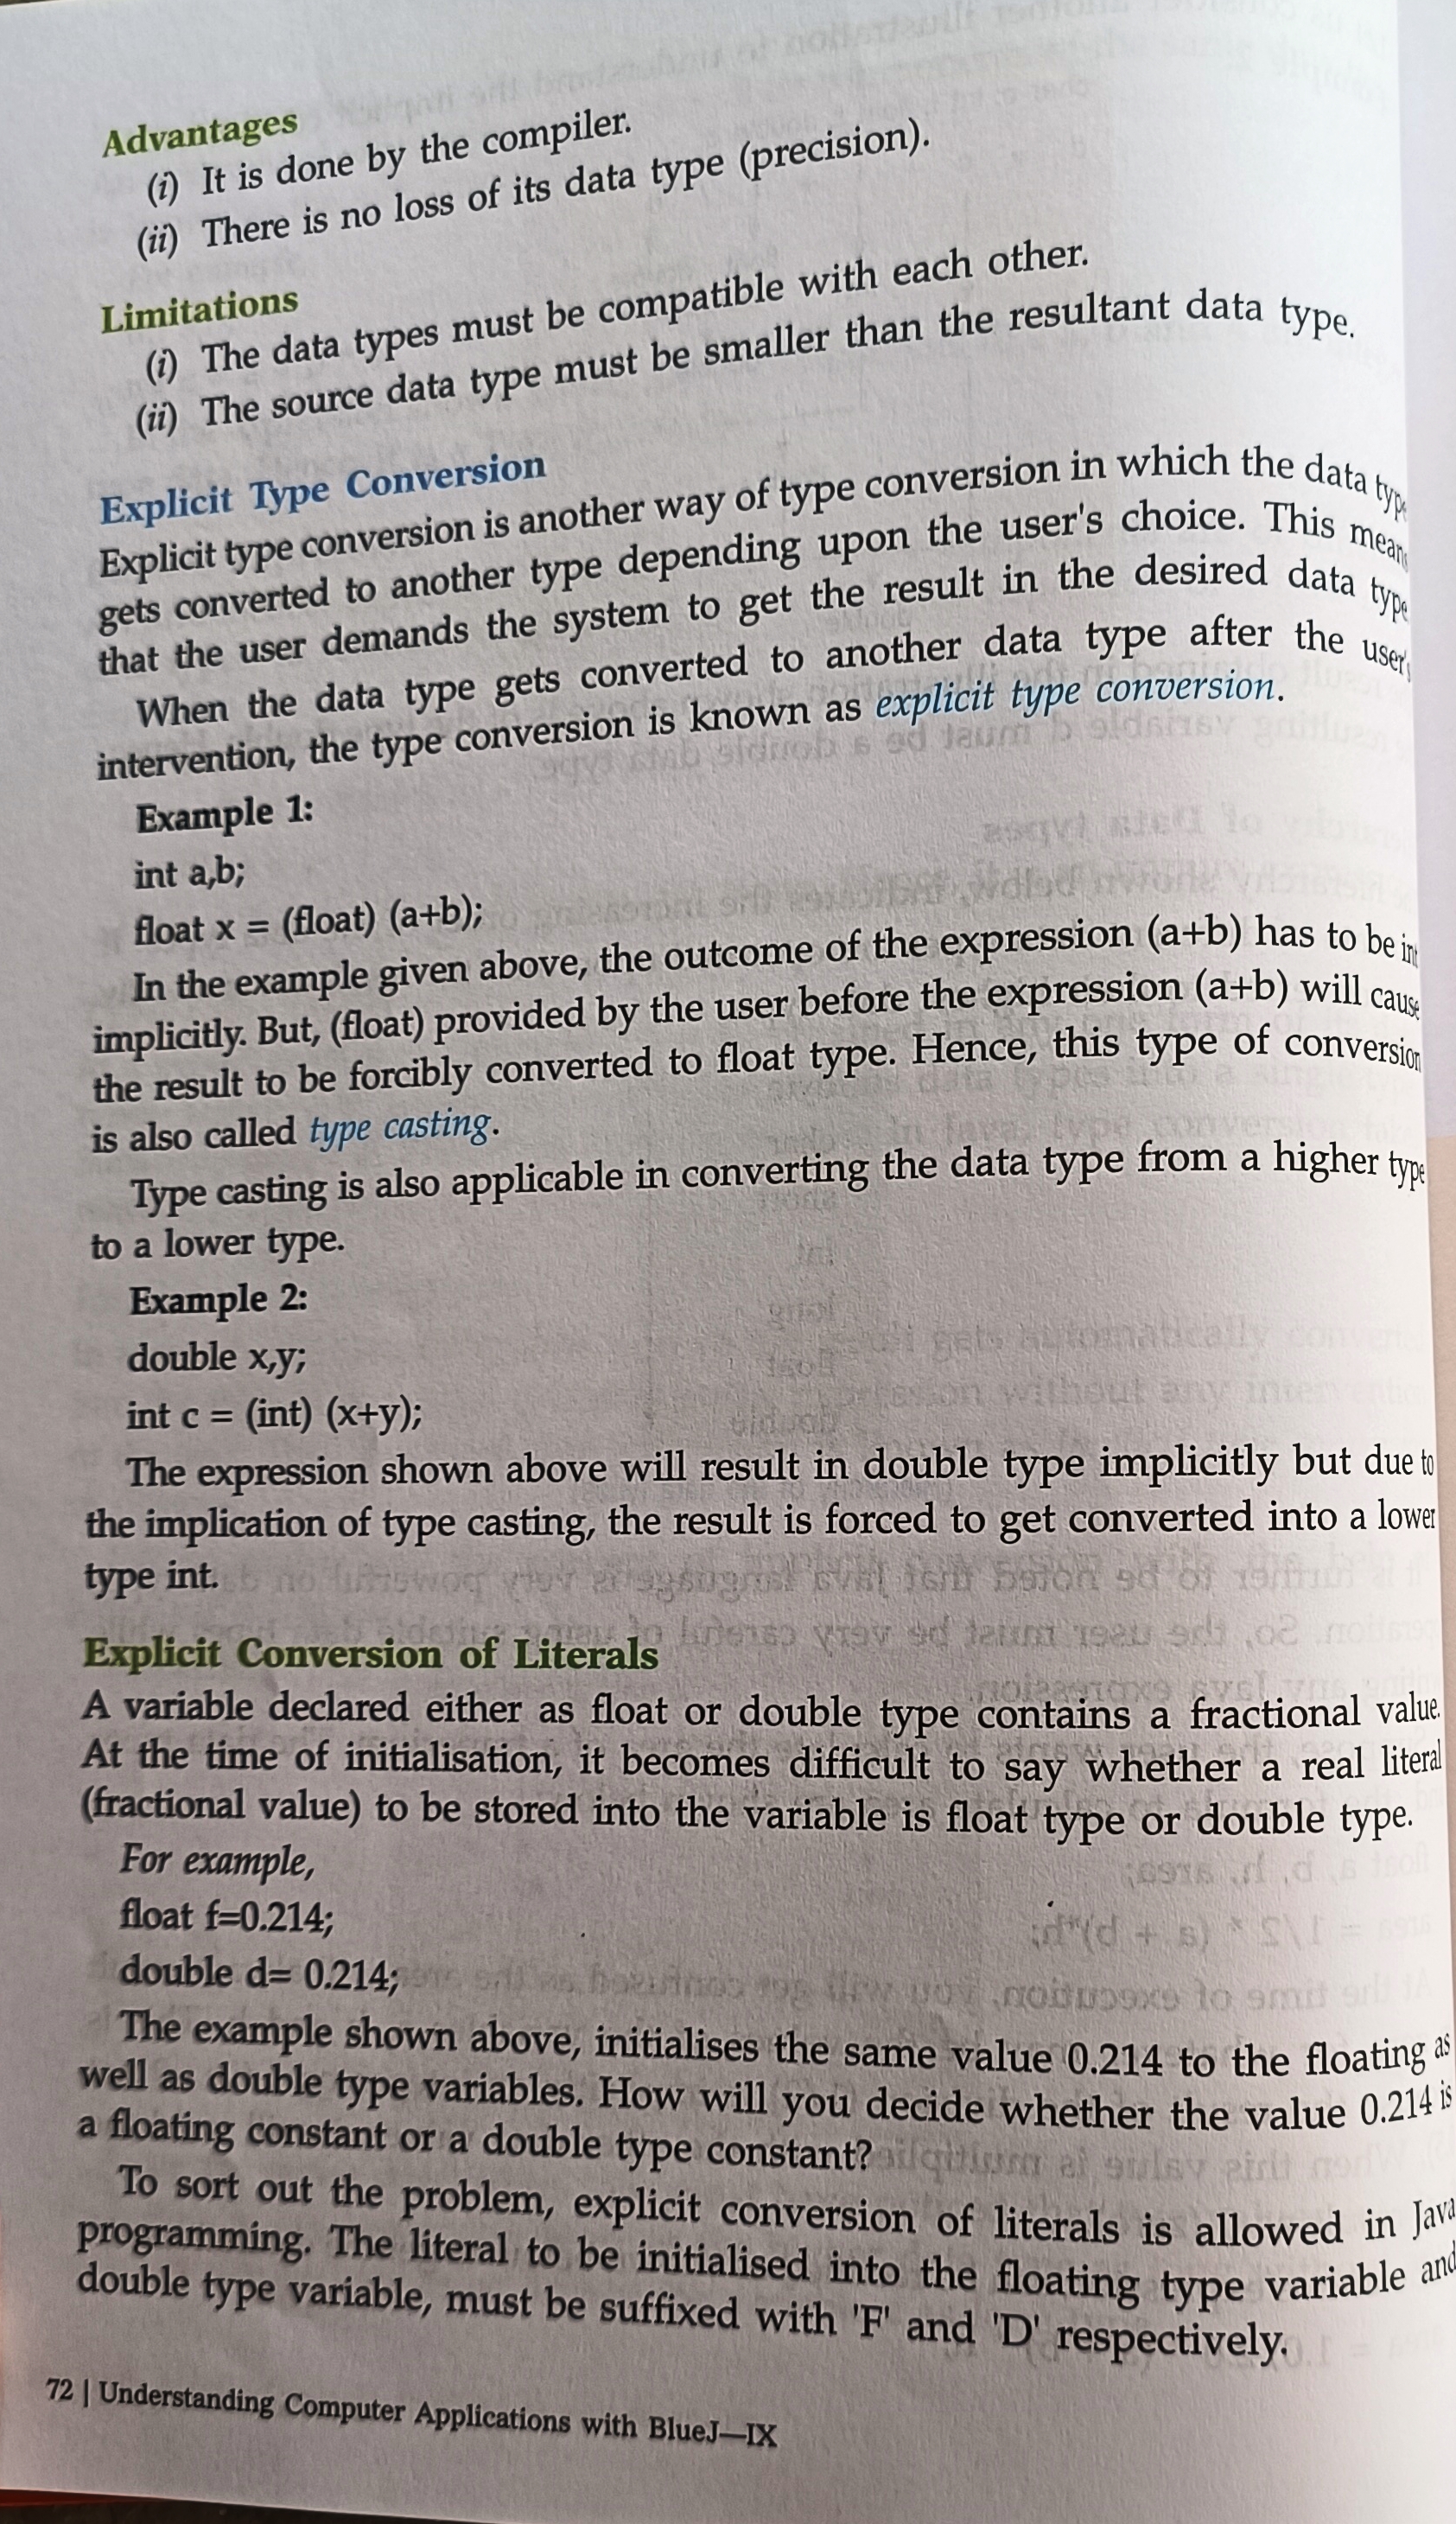 Advantages
(i) It is done by the compiler.
(ii) There is no loss of its data type (precision).
Limitations
(i) The data types must be compatible with each other.
(ii) The source data type must be smaller than the resultant data type.
Explicit Type Conversion
Explicit type conversion is another way of type conversion in which the data type
gets converted to another type depending upon the user's choice. This means
that the user demands the system to get the result in the desired data type
When the data type gets converted to another data type after the user's
intervention, the type conversion is known as explicit type conversion.
Example 1:
int a,b;
float x = (float) (a+b);
In the example given above, the outcome of the expression (a+b) has to be int
implicitly. But, (float) provided by the user before the expression (a+b) will cause
the result to be forcibly converted to float type. Hence, this type of conversion
is also called type casting.
Type casting is also applicable in converting the data type from a higher type
to a lower type.
Example 2:
double x,y;
int c = (int) (x+y);
The expression shown above will result in double type implicitly but due to
the implication of type casting, the result is forced to get converted into a lower
type int.
Explicit Conversion of Literals
A variable declared either as float or double type contains a fractional value.
At the time of initialisation, it becomes difficult to say whether a real literal
(fractional value) to be stored into the variable is float type or double type.
For example,
float f=0.214;
double d= 0.214;
The example shown above, initialises the same value 0.214 to the floating as
well as double type variables. How will you decide whether the value 0.214 is
a floating constant or a double type constant?
To sort out the problem, explicit conversion of literals is allowed in Java
programming. The literal to be initialised into the floating type variable and
double type variable, must be suffixed with 'F' and 'D' respectively.
72 | Understanding Computer Applications with BlueJ—IX